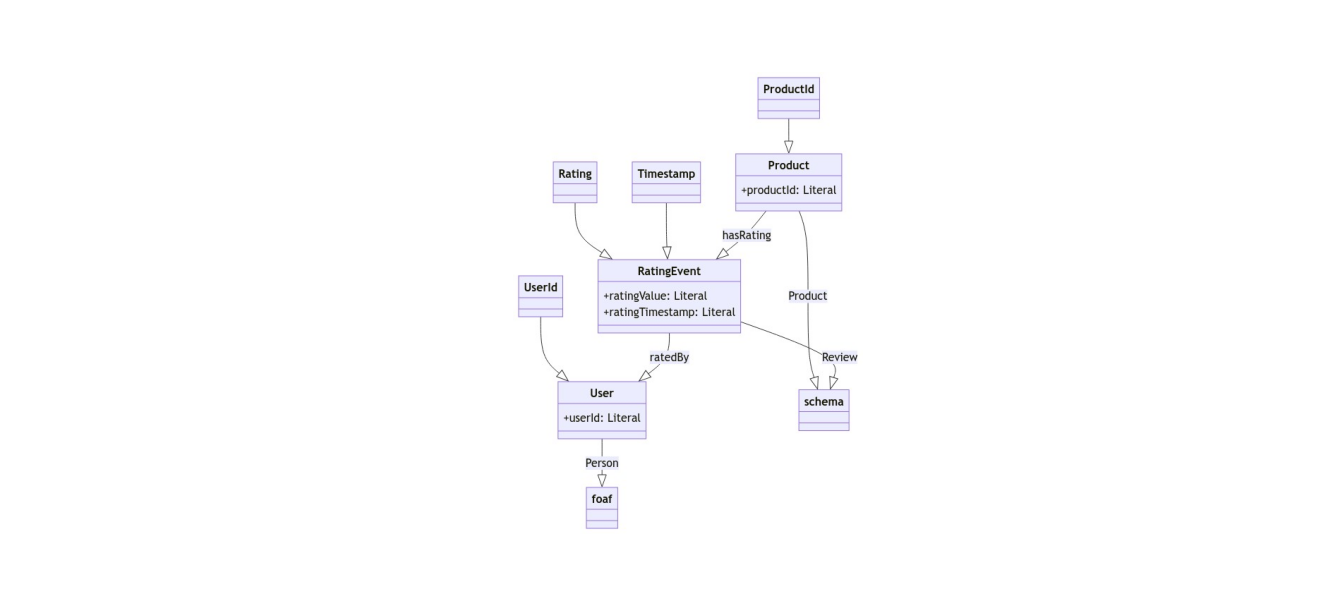 ProductId
Product
+productId: Literal
Rating
Timestamp
hasRating
RatingEvent
+ratingValue: Literal
+ratingTimestamp: Literal
Product
UserId
ratedBy
Review
User
+userId: Literal
schema
Person
foaf